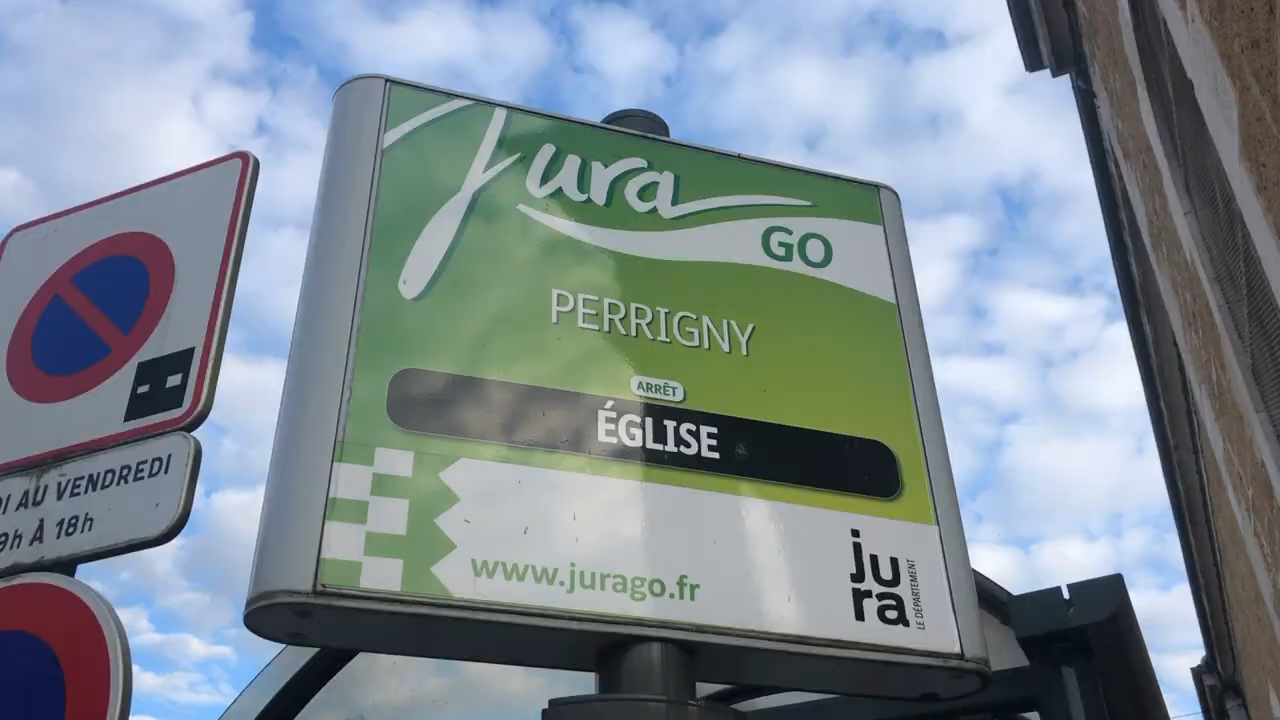 Jura
GO
PERRIGNY
ARRÊT
ÉGLISE
www.jurago.fr
ju
ra
LE DÉPARTEMENT
AU VENDREDI
9h À 18h